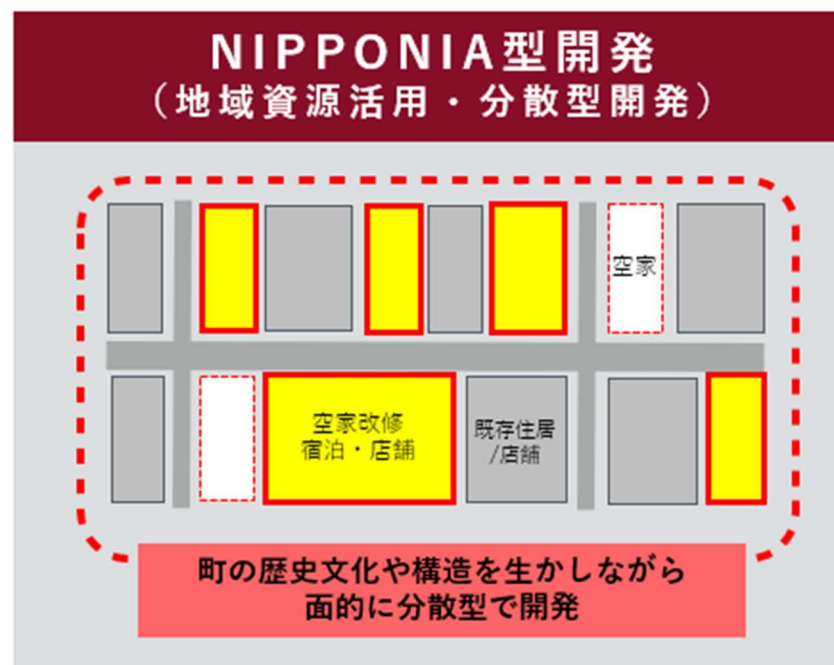 NIPPONIA型開発
（地域資源活用・分散型開発）
空家
空家改修
宿泊・店舗
既存住居
/店舗
町の歴史文化や構造を生かしながら
面的に分散型で開発